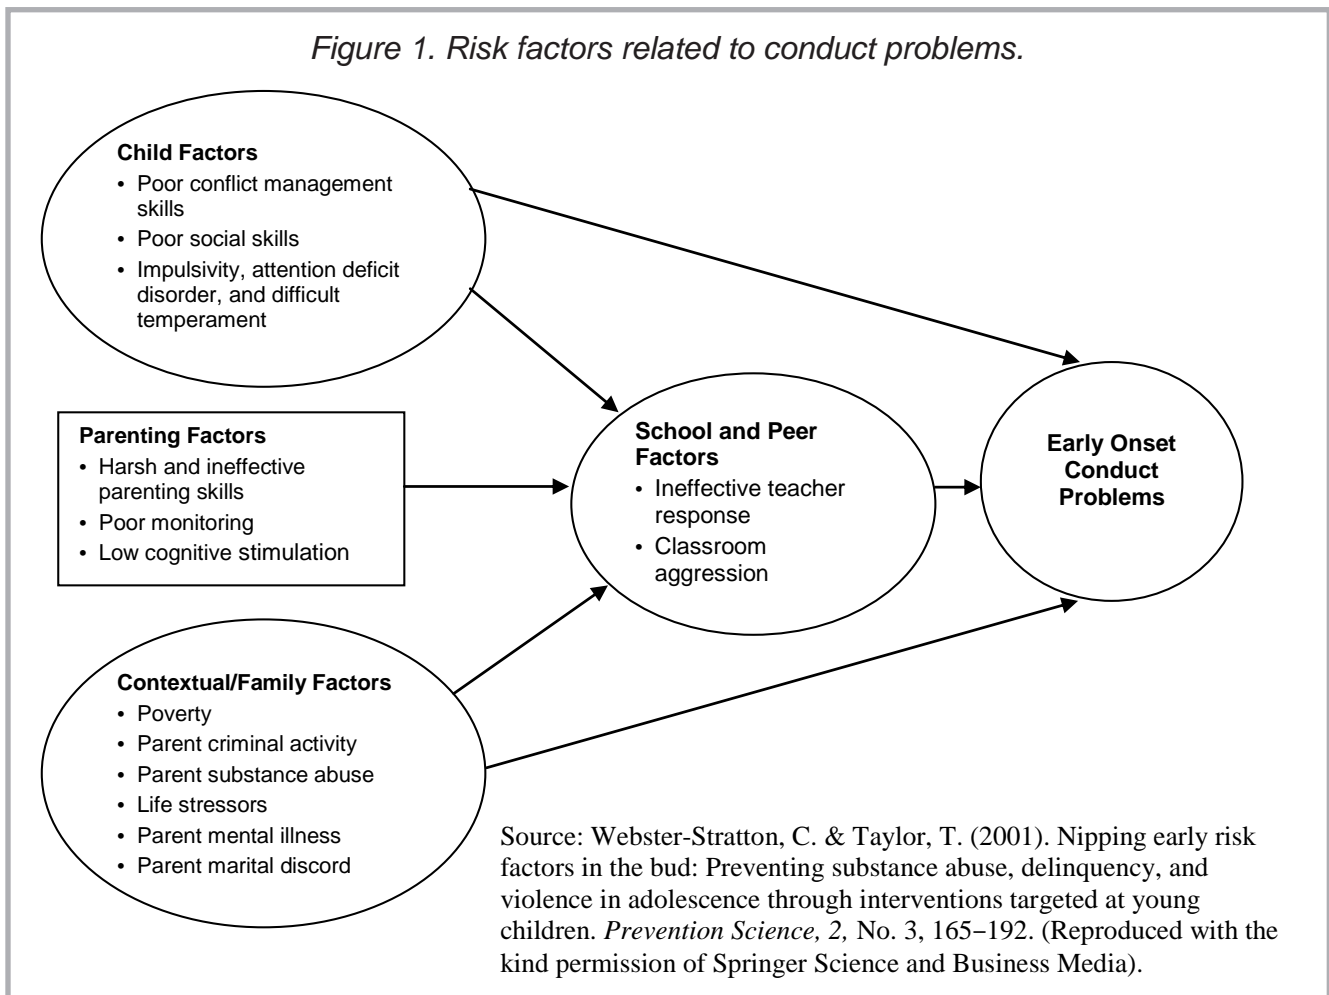 Figure 1. Risk factors related to conduct problems.
Child Factors
• Poor conflict management
skills
• Poor social skills
• Impulsivity, attention deficit
disorder, and difficult
temperament
Parenting Factors
• Harsh and ineffective
parenting skills
• Poor monitoring
• Low cognitive stimulation
School and Peer
Factors
• Ineffective teacher
response
• Classroom
aggression
Early Onset
Conduct
Problems
Contextual/Family Factors
• Poverty
• Parent criminal activity
• Parent substance abuse
• Life stressors
• Parent mental illness
• Parent marital discord
Source: Webster-Stratton, C. & Taylor, T. (2001). Nipping early risk
factors in the bud: Preventing substance abuse, delinquency, and
violence in adolescence through interventions targeted at young
children. Prevention Science, 2, No. 3, 165−192. (Reproduced with the
kind permission of Springer Science and Business Media).